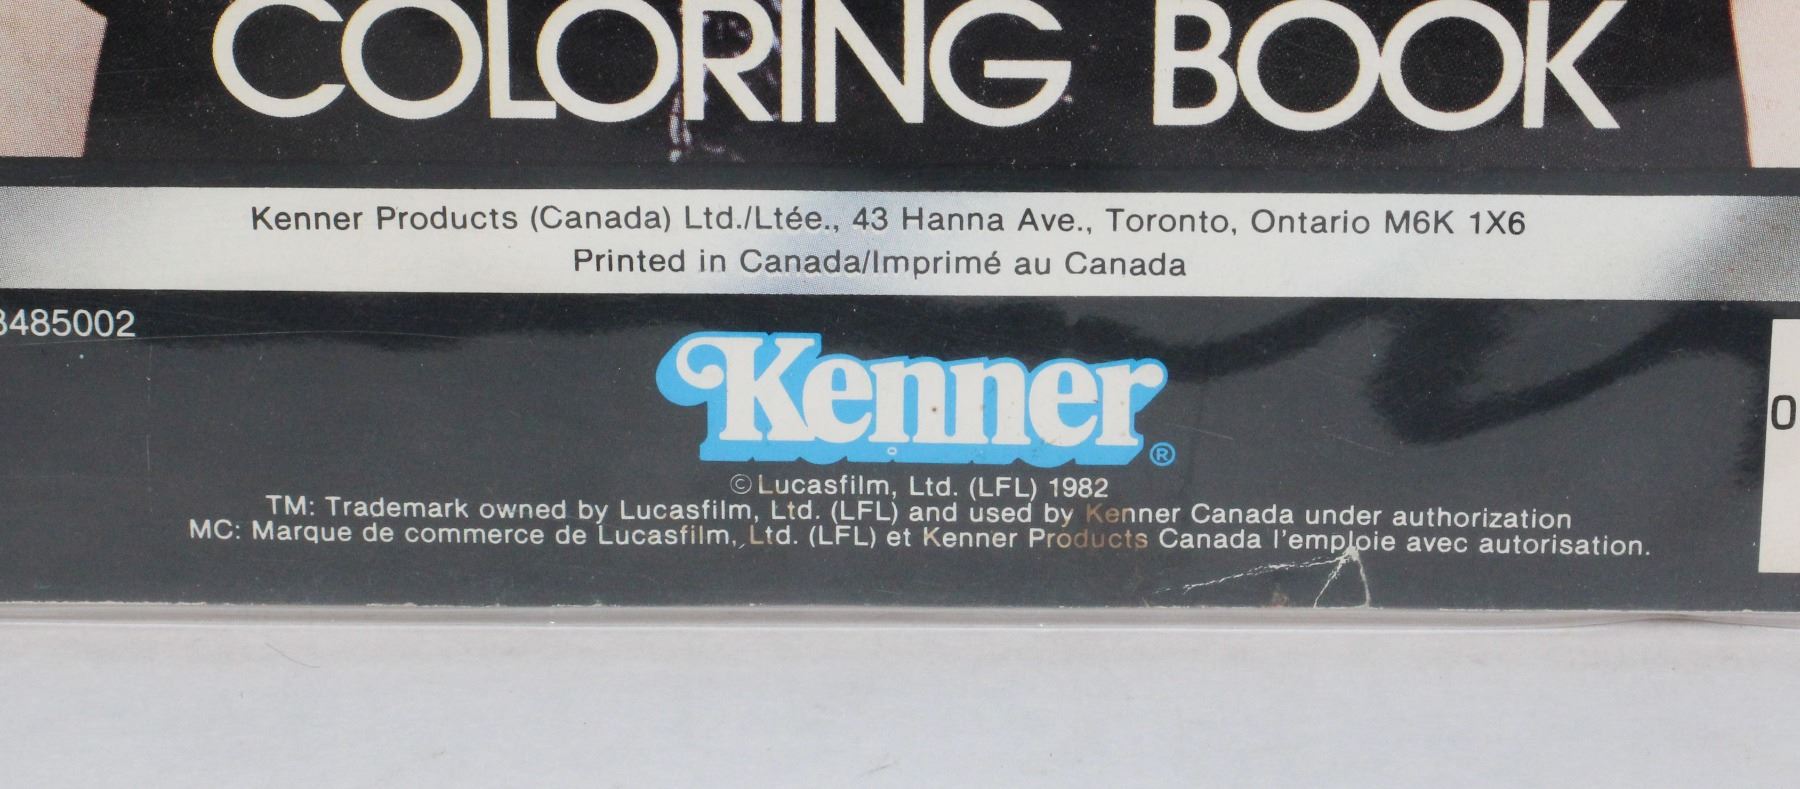 COLORING BOOK
Kenner Products (Canada) Ltd./Ltée., 43 Hanna Ave., Toronto, Ontario M6K 1X6
Printed in Canada/Imprimé au Canada
8485002
Kenner®
0
© Lucasfilm, Ltd. (LFL) 1982
TM: Trademark owned by Lucasfilm, Ltd. (LFL) and used by Kenner Canada under authorization
MC: Marque de commerce de Lucasfilm, Ltd. (LFL) et Kenner Products Canada l'emploie avec autorisation.